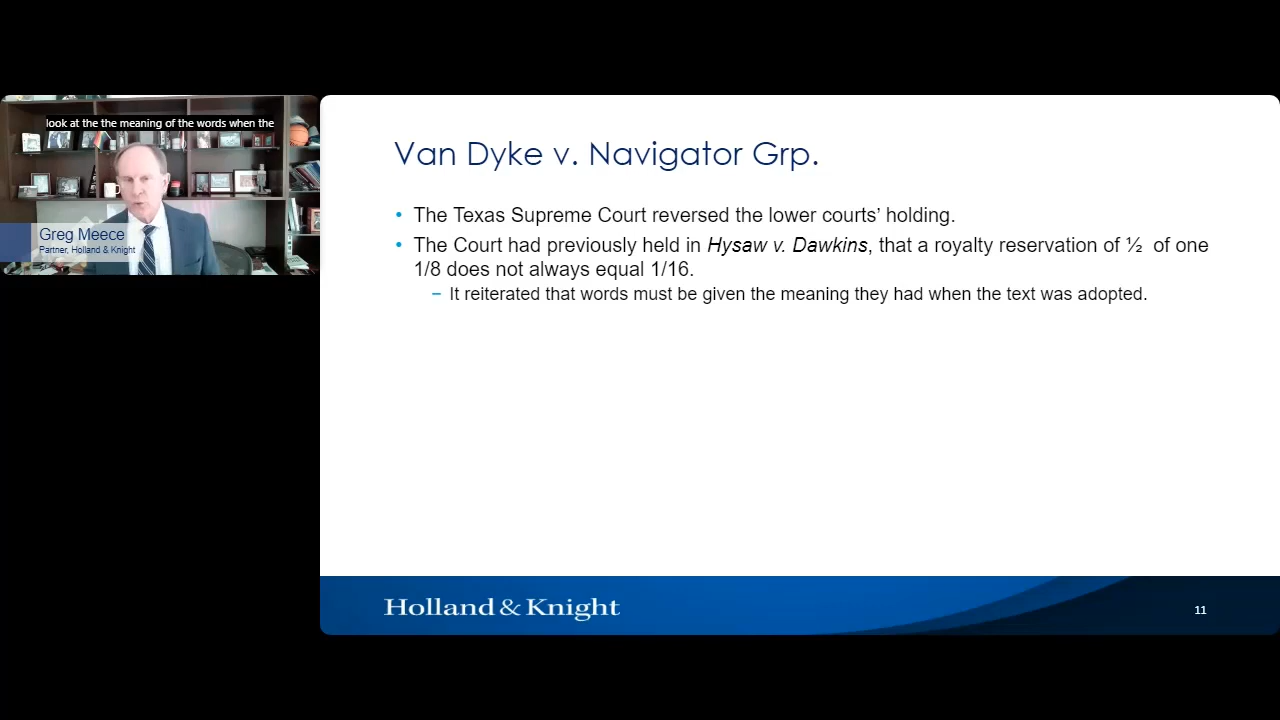 look at the the meaning of the words when the
Greg Meece
Partner, Holland & Knight
Van Dyke v. Navigator Grp.
• The Texas Supreme Court reversed the lower courts’ holding.
• The Court had previously held in Hysaw v. Dawkins, that a royalty reservation of ½ of one
1/8 does not always equal 1/16.
− It reiterated that words must be given the meaning they had when the text was adopted.
Holland & Knight
11